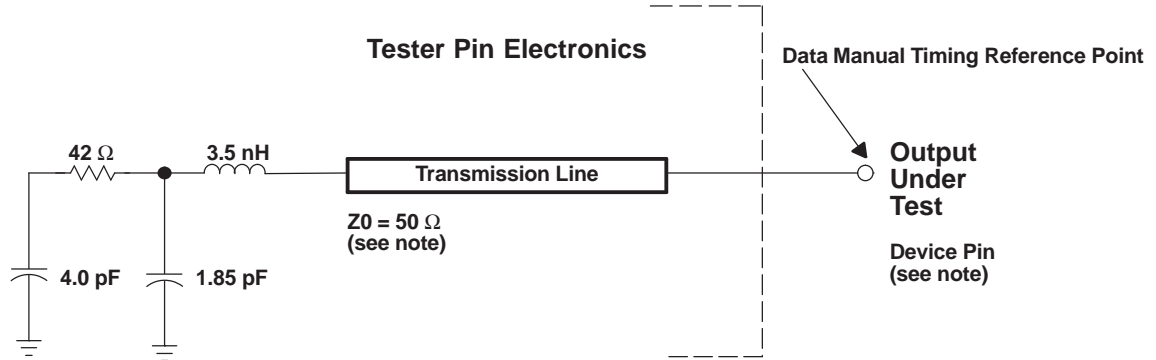 Tester Pin Electronics
Data Manual Timing Reference Point
42 Ω
3.5 nH
Transmission Line
Output
Under
Test
Z0 = 50 Ω
(see note)
Device Pin
(see note)
4.0 pF
1.85 pF